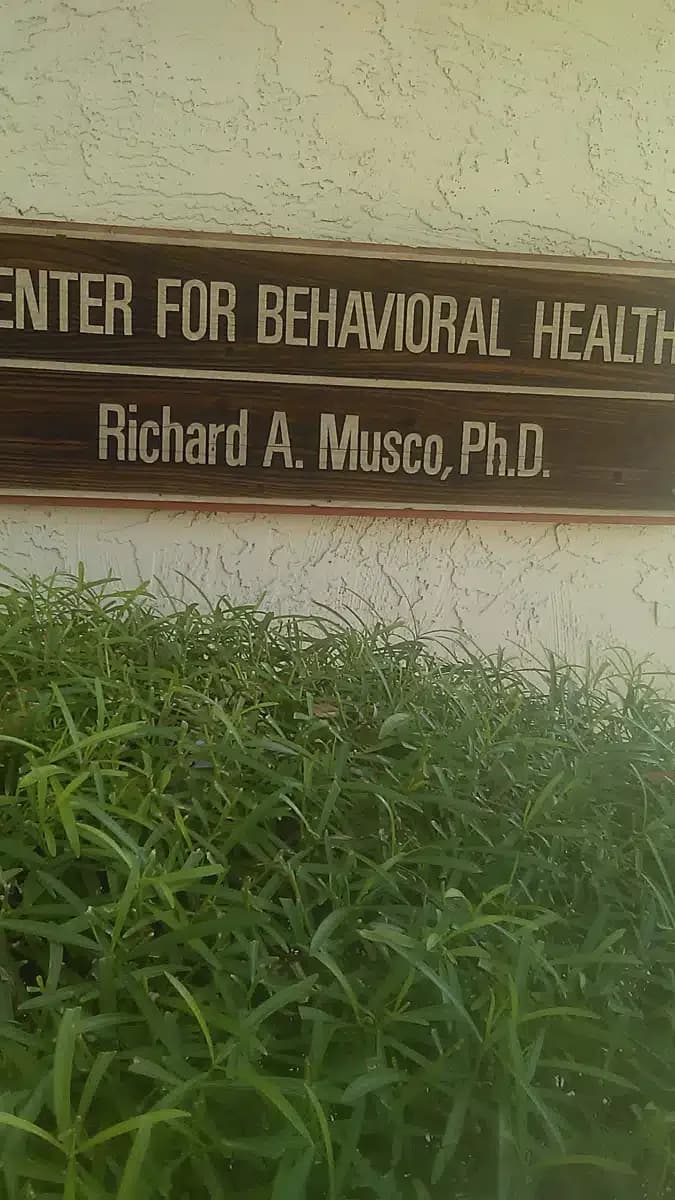 ENTER FOR BEHAVIORAL HEALTH
Richard A. Musco, Ph.D.